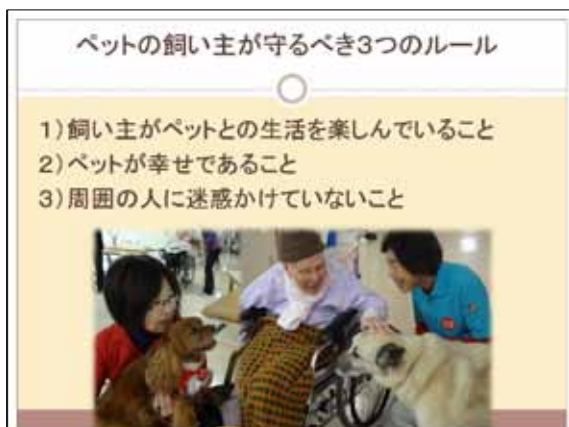 ペットの飼い主が守るべき3つのルール
1)飼い主がペットとの生活を楽しんでいること
2)ペットが幸せであること
3)周囲の人に迷惑かけていないこと